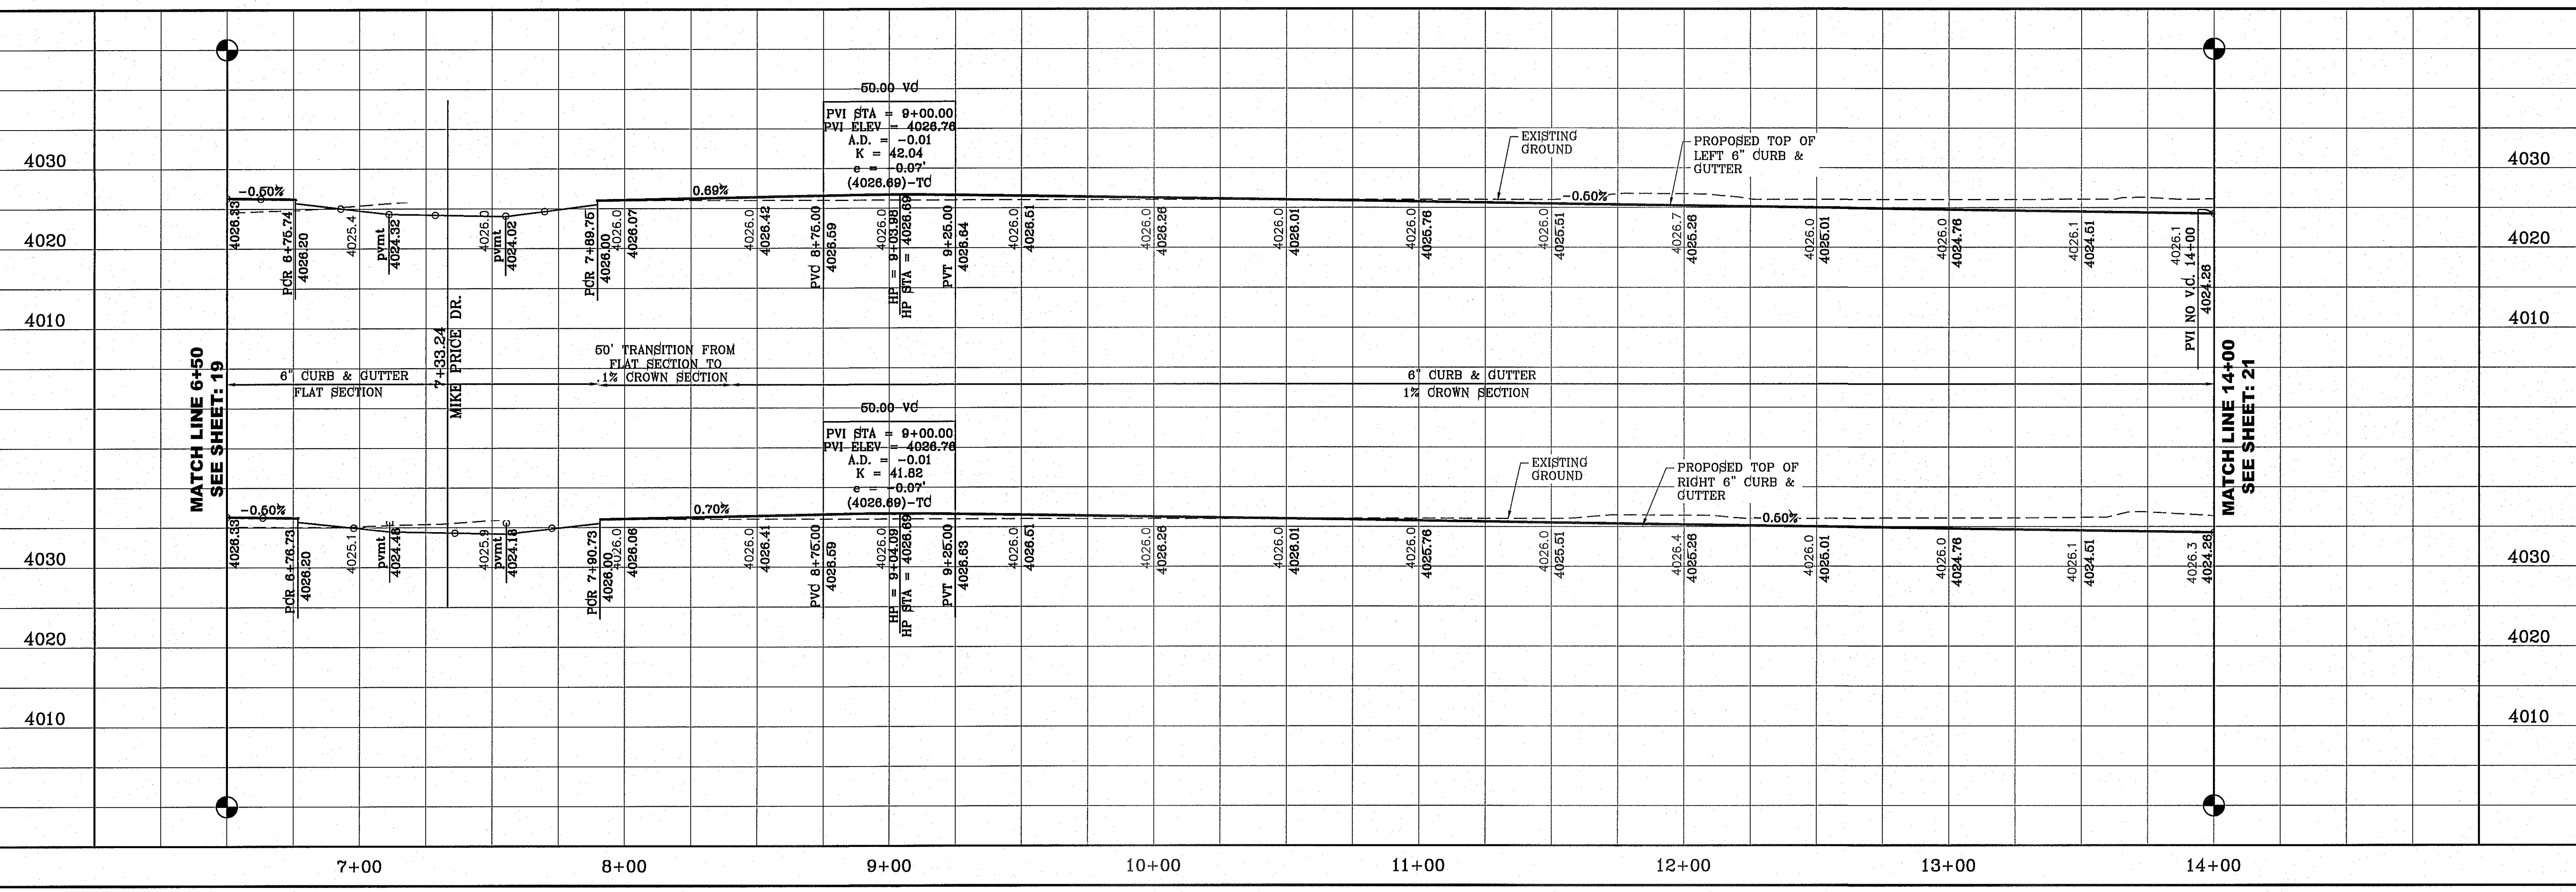 50.00 VC
PVI STA = 9+00.00
PVI ELEV = 4026.76
A.D. = -0.01
K = 42.04
e = -0.07'
(4026.69)-TC
EXISTING
GROUND
PROPOSED TOP OF
LEFT 6" CURB &
GUTTER
4030
4030
-0.50%
0.69%
-0.50%
4026.33
PCR 6+75.74
4026.20
4025.4
pvmt
4024.32
4026.0
pvmt
4024.02
PCR 7+89.75
4026.00
4026.0
4026.07
4026.0
4026.42
PVC 8+75.00
4026.59
4026.0
HP = 9+03.98
HP STA = 4026.69
PVT 9+25.00
4026.64
4026.0
4026.51
4026.0
4026.26
4026.0
4026.01
4026.0
4025.76
4026.0
4025.51
4026.7
4025.26
4026.0
4025.01
4026.0
4024.76
4026.1
4024.51
4026.1
PVI NO V.C. 14+00
4024.26
4020
4020
4010
4010
7+33.24
MIKE PRICE DR.
MATCH LINE 6+50
SEE SHEET: 19
6" CURB & GUTTER
FLAT SECTION
50' TRANSITION FROM
FLAT SECTION TO
.1% CROWN SECTION
6" CURB & GUTTER
1% CROWN SECTION
MATCH LINE 14+00
SEE SHEET: 21
50.00 VC
PVI STA = 9+00.00
PVI ELEV = 4026.76
A.D. = -0.01
K = 41.82
e = -0.07'
(4026.69)-TC
EXISTING
GROUND
PROPOSED TOP OF
RIGHT 6" CURB &
GUTTER
-0.50%
0.70%
-0.50%
4026.33
PCR 6+76.73
4026.20
4025.1
pvmt
4024.48
4025.9
pvmt
4024.18
PCR 7+90.73
4026.00
4026.0
4026.06
4026.0
4026.41
PVC 8+75.00
4026.59
4026.0
HP = 9+04.09
HP STA = 4026.69
PVT 9+25.00
4026.63
4026.0
4026.51
4026.0
4026.26
4026.0
4026.01
4026.0
4025.76
4026.0
4025.51
4026.4
4025.26
4026.0
4025.01
4026.0
4024.76
4026.1
4024.51
4026.3
4024.26
4030
4030
4020
4020
4010
4010
7+00
8+00
9+00
10+00
11+00
12+00
13+00
14+00